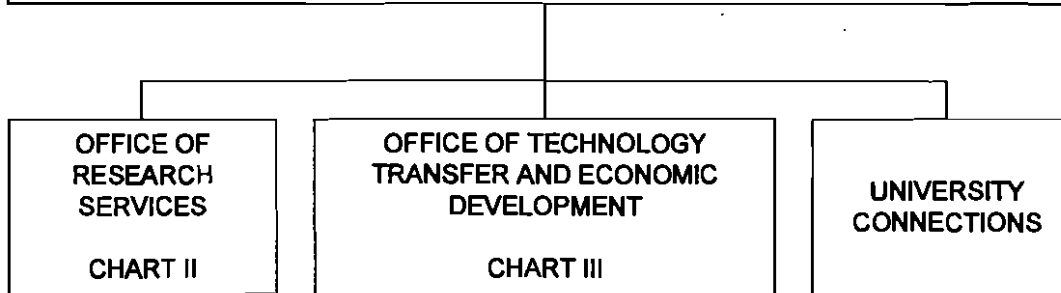 OFFICE OF
RESEARCH
SERVICES
CHART II
OFFICE OF TECHNOLOGY
TRANSFER AND ECONOMIC
DEVELOPMENT
CHART III
UNIVERSITY
CONNECTIONS